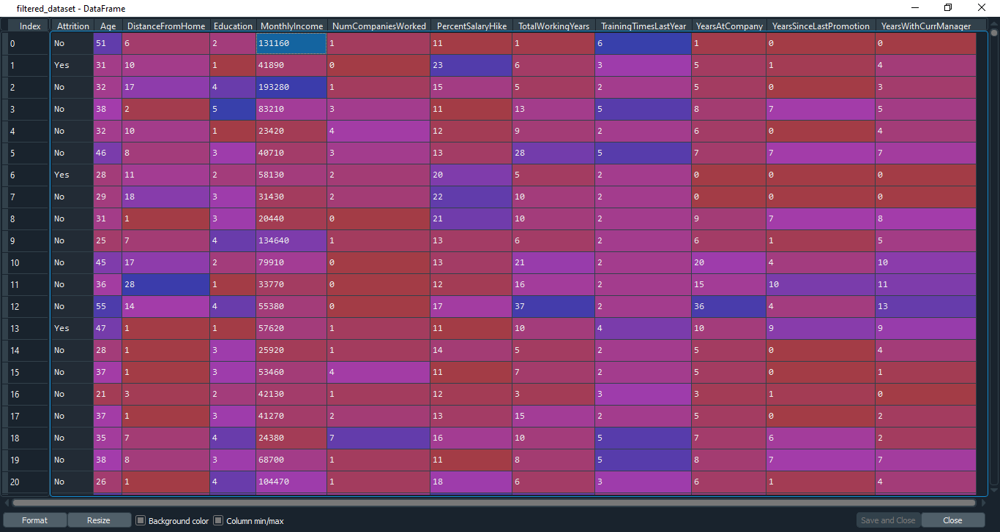 filtered_dataset - DataFrame
Index Attrition Age DistanceFromHome Education MonthlyIncome NumCompaniesWorked PercentSalaryHike TotalWorkingYears TrainingTimesLastYear YearsAtCompany YearsSinceLastPromotion YearsWithCurrManager
0 No 51 6 2 131160 1 11 1 6 1 0 0
1 Yes 31 10 1 41890 0 23 6 3 5 1 4
2 No 32 17 4 193280 1 15 5 2 5 0 3
3 No 38 2 5 83210 3 11 13 5 8 7 5
4 No 32 10 1 23420 4 12 9 2 6 0 4
5 No 46 8 3 40710 3 13 28 5 7 7 7
6 Yes 28 11 2 58130 2 20 5 2 0 0 0
7 No 29 18 3 31430 2 22 10 2 0 0 0
8 No 31 1 3 20440 0 21 10 2 9 7 8
9 No 25 7 4 134640 1 13 6 2 6 1 5
10 No 45 17 2 79910 0 13 21 2 20 4 10
11 No 36 28 1 33770 0 12 16 2 15 10 11
12 No 55 14 4 55380 0 17 37 2 36 4 13
13 Yes 47 1 1 57620 1 11 10 4 10 9 9
14 No 28 1 3 25920 1 14 5 2 5 0 4
15 No 37 1 3 53460 4 11 7 2 5 0 1
16 No 21 3 2 42130 1 12 3 3 3 1 0
17 No 37 1 3 41270 2 13 15 2 5 0 2
18 No 35 7 4 24380 7 16 10 5 7 6 2
19 No 38 8 3 68700 1 11 8 5 8 7 7
20 No 26 1 4 104470 1 18 6 3 6 1 4
Format Resize Background color Column min/max Save and Close Close